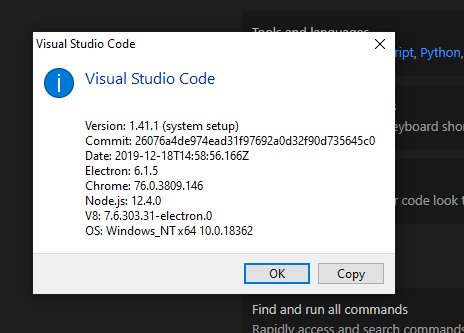 Tools and languages
Visual Studio Code
ript, Python,
Visual Studio Code
Version: 1.41.1 (system setup)
Commit: 26076a4de974ead31f97692a0d32f90d735645c0
Date: 2019-12-18T14:58:56.166Z
Electron: 6.1.5
Chrome: 76.0.3809.146
Node.js: 12.4.0
V8: 7.6.303.31-electron.0
OS: Windows_NT x64 10.0.18362
eyboard shor
r code look t
OK
Copy
Find and run all commands
Rapidly access and search commands